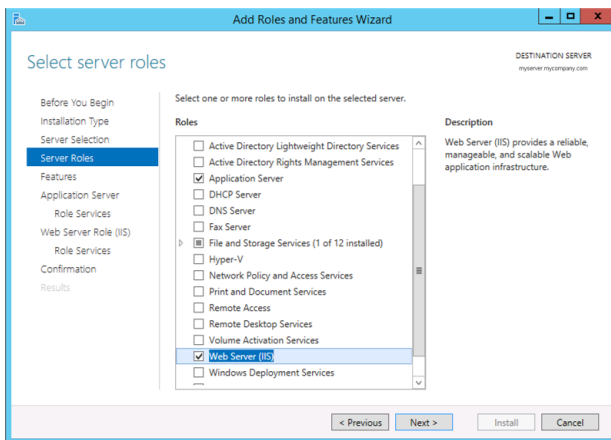 Add Roles and Features Wizard
Select server roles
DESTINATION SERVER
myserver.mycompany.com
Before You Begin
Installation Type
Server Selection
Server Roles
Features
Application Server
Role Services
Web Server Role (IIS)
Role Services
Confirmation
Results
Select one or more roles to install on the selected server.
Roles
Active Directory Lightweight Directory Services
Active Directory Rights Management Services
Application Server
DHCP Server
DNS Server
Fax Server
File and Storage Services (1 of 12 installed)
Hyper-V
Network Policy and Access Services
Print and Document Services
Remote Access
Remote Desktop Services
Volume Activation Services
Web Server (IIS)
Windows Deployment Services
Description
Web Server (IIS) provides a reliable,
manageable, and scalable Web
application infrastructure.
< Previous
Next >
Install
Cancel